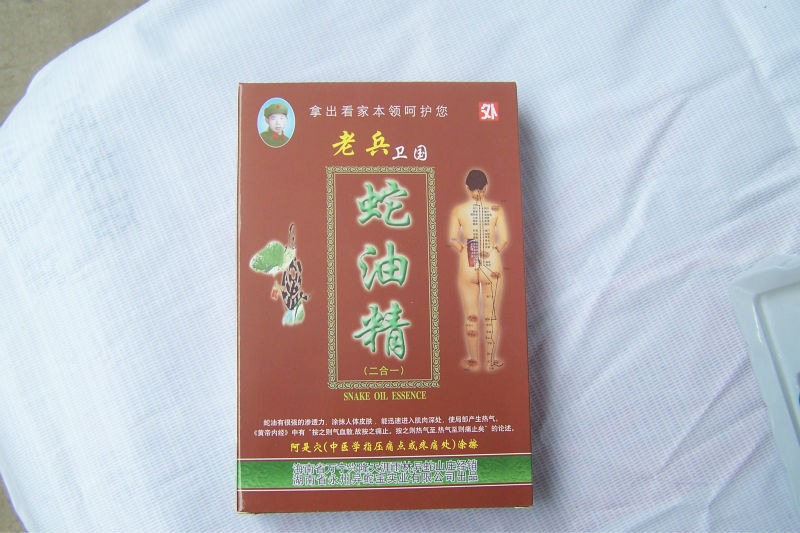 拿出看家本领呵护您
外
老兵卫国
蛇油精
(二合一)
SNAKE OIL ESSENCE
蛇油有很强的渗透力，涂抹人体皮肤，能迅速进入肌肉深处，使局部产生热气。
《黄帝内经》中有"按之则气血散,故按之痛止。按之则热气至,热气至则痛止矣"的论述。
阿是穴(中医学指压痛点或疼痛处)涂擦
湖南省永州异蛇宝实业有限公司出品